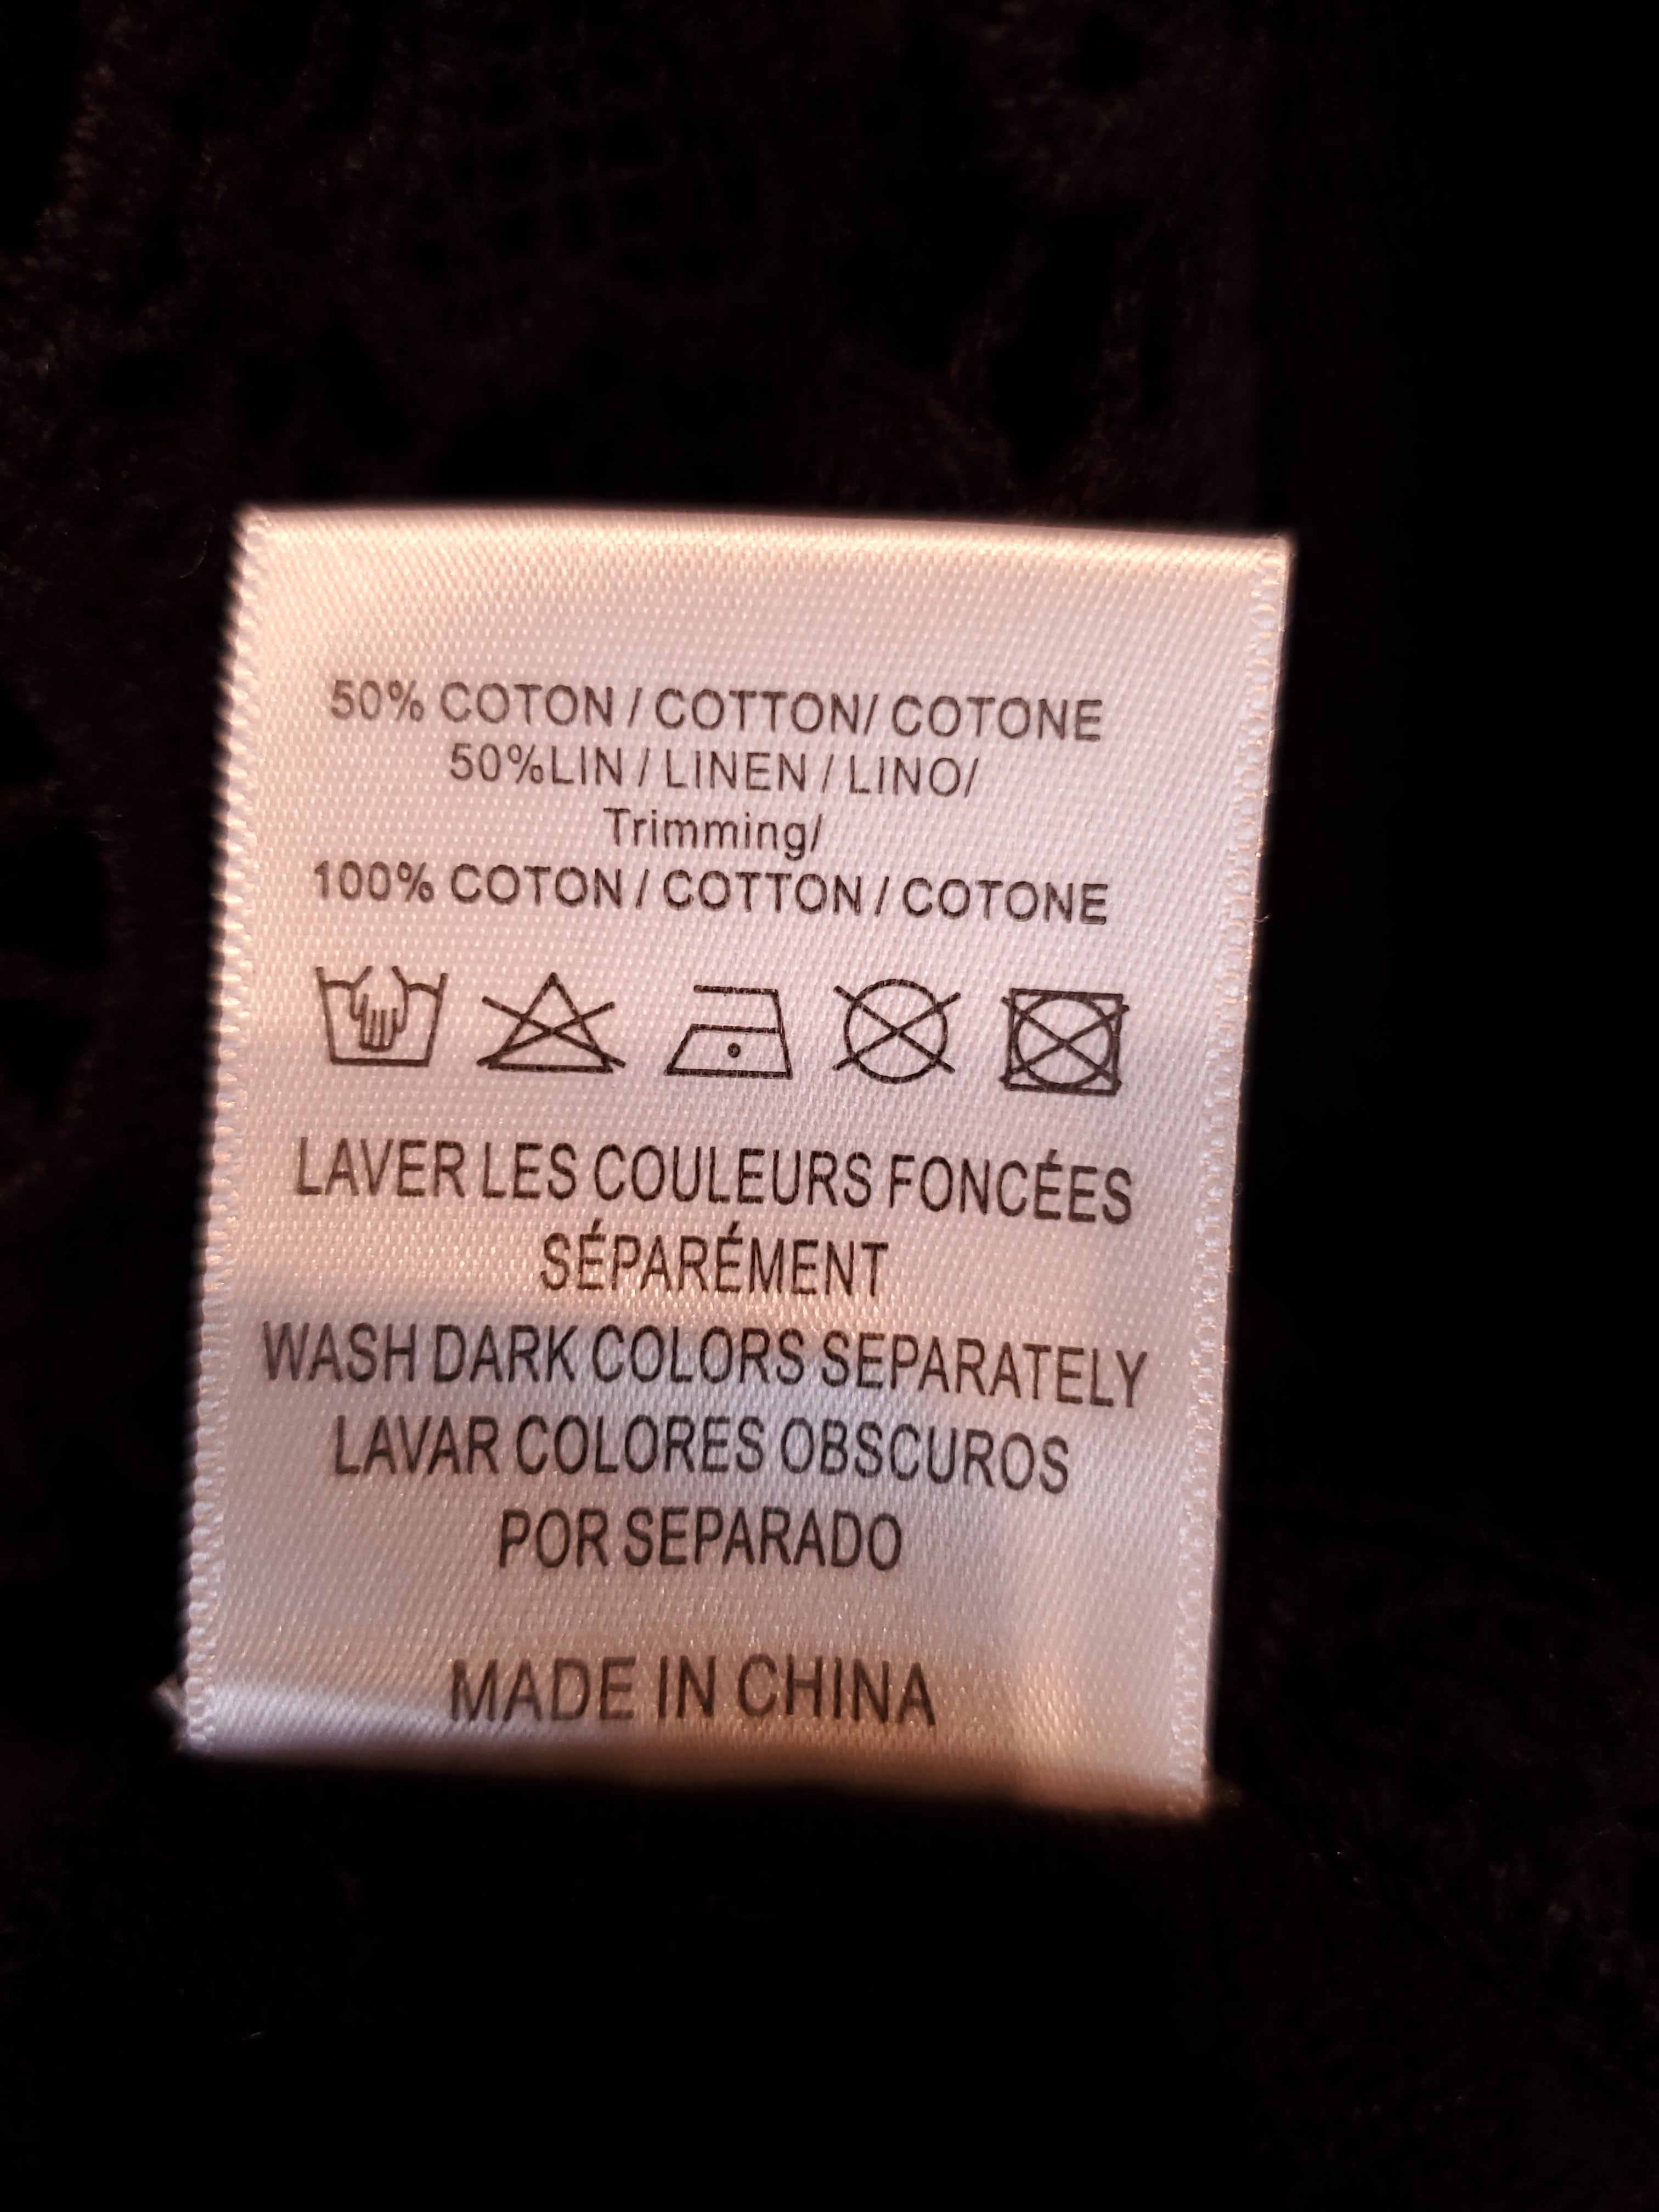 50% COTON / COTTON/ COTONE
50%LIN / LINEN / LINO/
Trimming/
100% COTON / COTTON / COTONE
LAVER LES COULEURS FONCÉES
SÉPARÉMENT
WASH DARK COLORS SEPARATELY
LAVAR COLORES OBSCUROS
POR SEPARADO
MADE IN CHINA